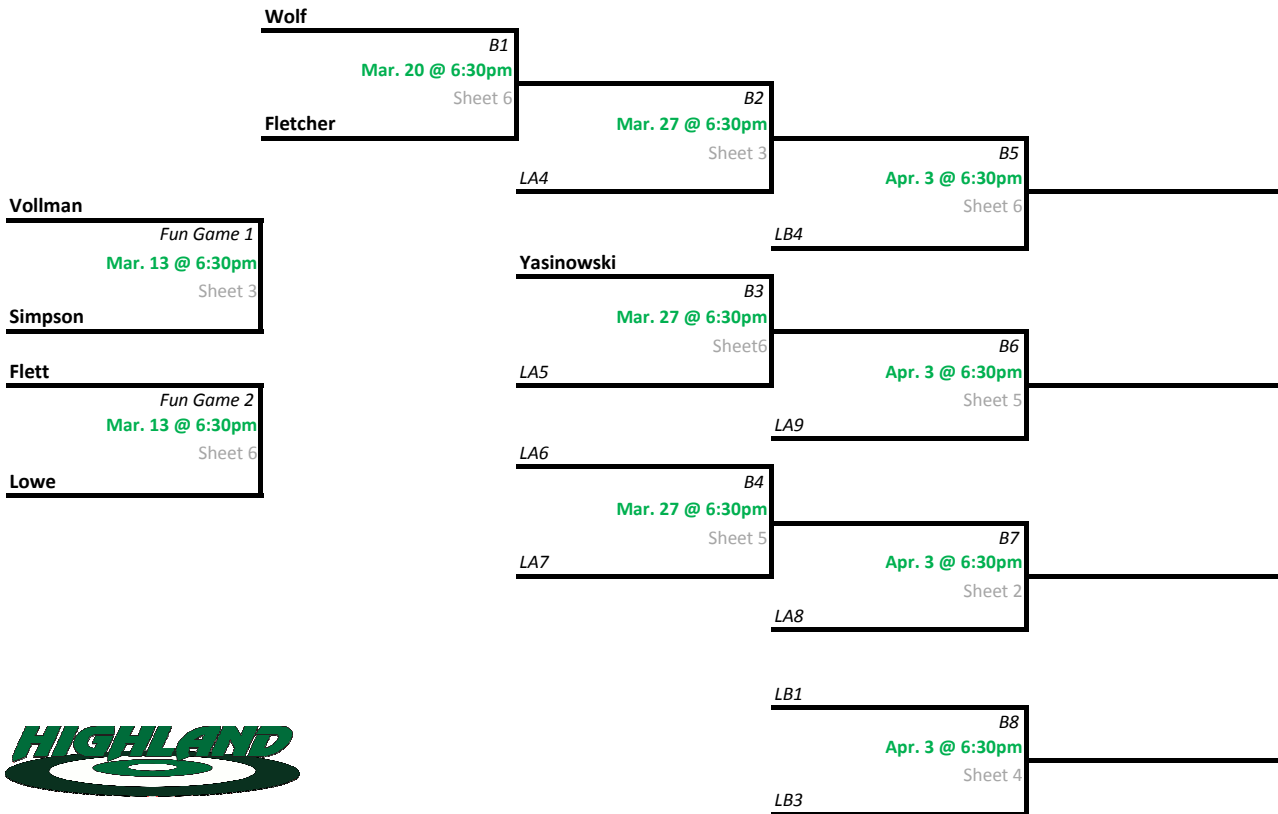 Wolf
B1
Mar. 20 @ 6:30pm
Sheet 6
Fletcher
B2
Mar. 27 @ 6:30pm
Sheet 3
LA4
B5
Apr. 3 @ 6:30pm
Sheet 6
LB4
Vollman
Fun Game 1
Mar. 13 @ 6:30pm
Sheet 3
Simpson
Yasinowski
B3
Mar. 27 @ 6:30pm
Sheet6
LA5
B6
Apr. 3 @ 6:30pm
Sheet 5
LA9
Flett
Fun Game 2
Mar. 13 @ 6:30pm
Sheet 6
Lowe
LA6
B4
Mar. 27 @ 6:30pm
Sheet 5
LA7
B7
Apr. 3 @ 6:30pm
Sheet 2
LA8
LB1
B8
Apr. 3 @ 6:30pm
Sheet 4
LB3
HIGHLAND